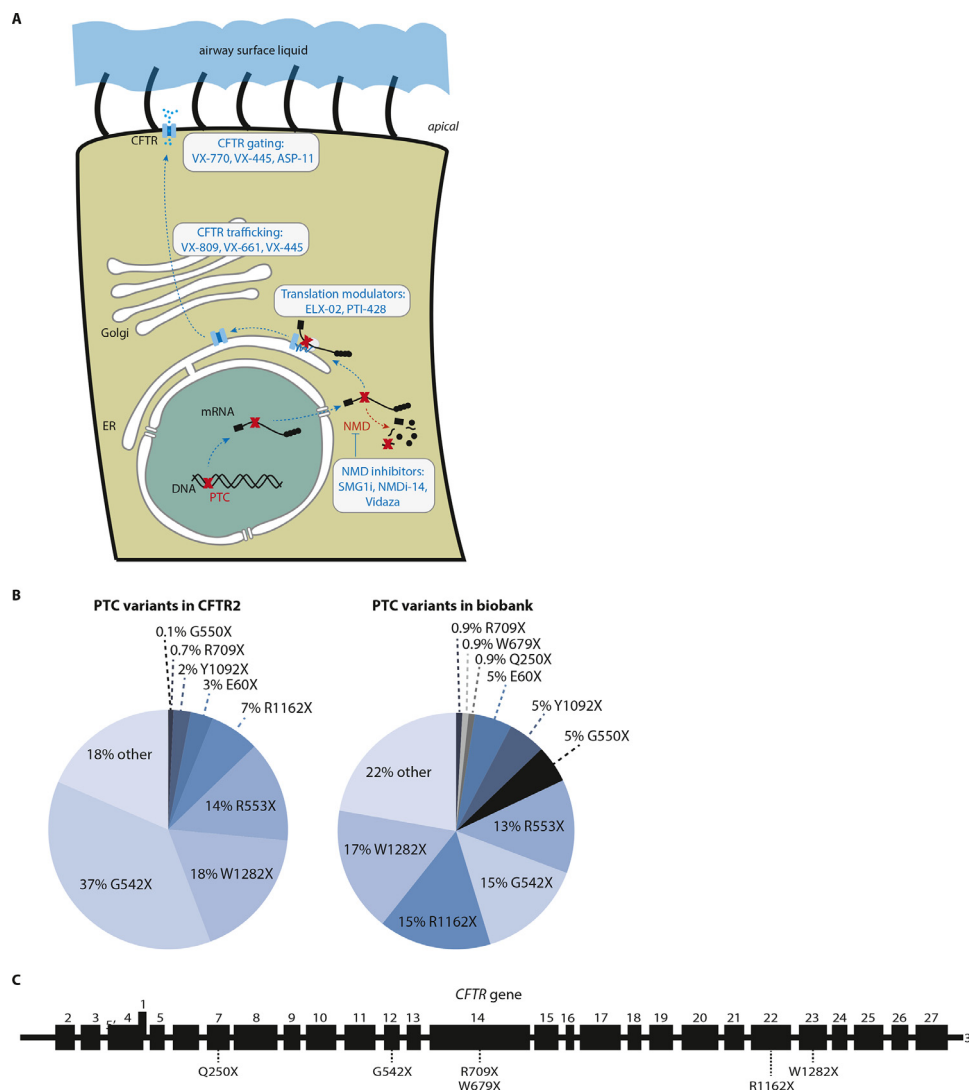 A
airway surface liquid
apical
CFTR
CFTR gating:
VX-770, VX-445, ASP-11
CFTR trafficking:
VX-809, VX-661, VX-445
Translation modulators:
ELX-02, PTI-428
Golgi
ER
mRNA
NMD
DNA
PTC
NMD inhibitors:
SMG1i, NMDi-14,
Vidaza
B
PTC variants in CFTR2
0.1% G550X
0.7% R709X
2% Y1092X
3% E60X
7% R1162X
18% other
14% R553X
37% G542X
18% W1282X
PTC variants in biobank
0.9% R709X
0.9% W679X
0.9% Q250X
5% E60X
5% Y1092X
5% G550X
22% other
13% R553X
17% W1282X
15% G542X
15% R1162X
C
CFTR gene
1
2 3 4 5 7 8 9 10 11 12 13 14 15 16 17 18 19 20 21 22 23 24 25 26 27
Q250X
G542X
R709X
W679X
R1162X
W1282X